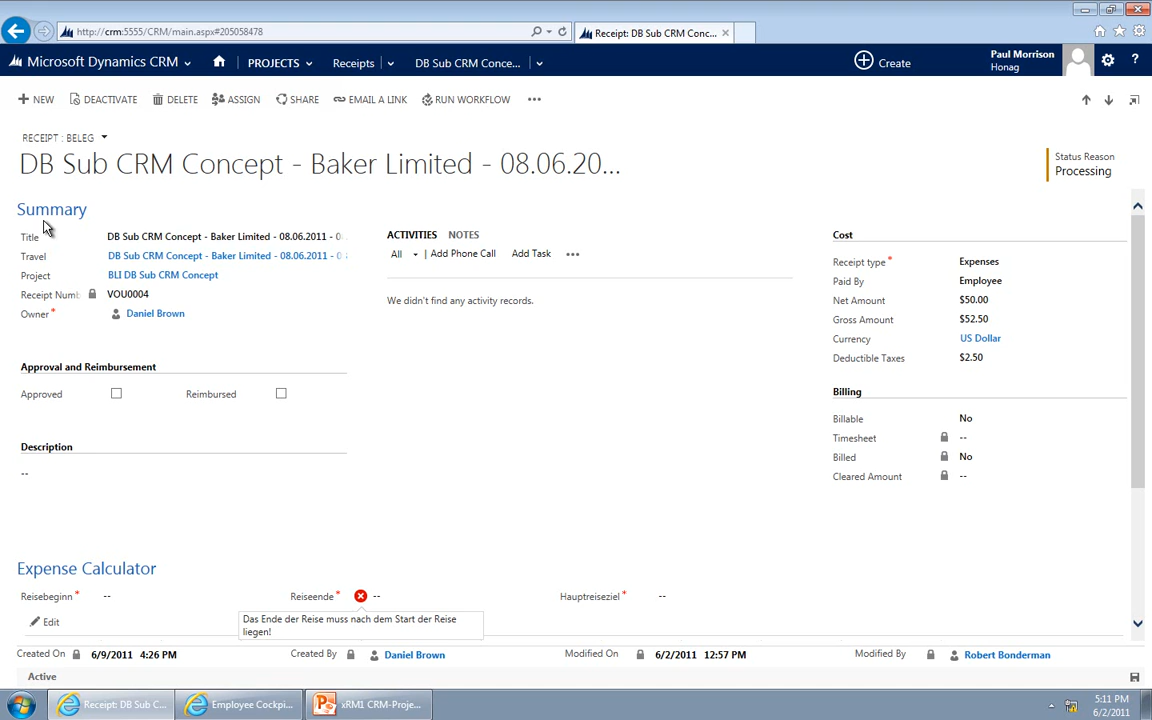 http://crm:5555/CRM/main.aspx#205058478
Receipt: DB Sub CRM Conc...
Microsoft Dynamics CRM
PROJECTS
Receipts
DB Sub CRM Conce...
Create
Paul Morrison
Honag
?
NEW
DEACTIVATE
DELETE
ASSIGN
SHARE
EMAIL A LINK
RUN WORKFLOW
RECEIPT : BELEG
DB Sub CRM Concept - Baker Limited - 08.06.20...
Status Reason
Processing
Summary
Title DB Sub CRM Concept - Baker Limited - 08.06.2011 - 0
Travel DB Sub CRM Concept - Baker Limited - 08.06.2011 -
Project BLI DB Sub CRM Concept
Receipt Numb VOU0004
Owner* Daniel Brown
Approval and Reimbursement
Approved Reimbursed
Description
--
ACTIVITIES NOTES
All | Add Phone Call Add Task
We didn't find any activity records.
Cost
Receipt type* Expenses
Paid By Employee
Net Amount $50.00
Gross Amount $52.50
Currency US Dollar
Deductible Taxes $2.50
Billing
Billable No
Timesheet --
Billed No
Cleared Amount --
Expense Calculator
Reisebeginn* -- Reiseende* -- Hauptreiseziel* --
Edit
Das Ende der Reise muss nach dem Start der Reise
liegen!
Created On 6/9/2011 4:26 PM Created By Daniel Brown Modified On 6/2/2011 12:57 PM Modified By Robert Bonderman
Active
Receipt: DB Sub C...
Employee Cockpi...
xRM1 CRM-Proje...
5:11 PM
6/2/2011